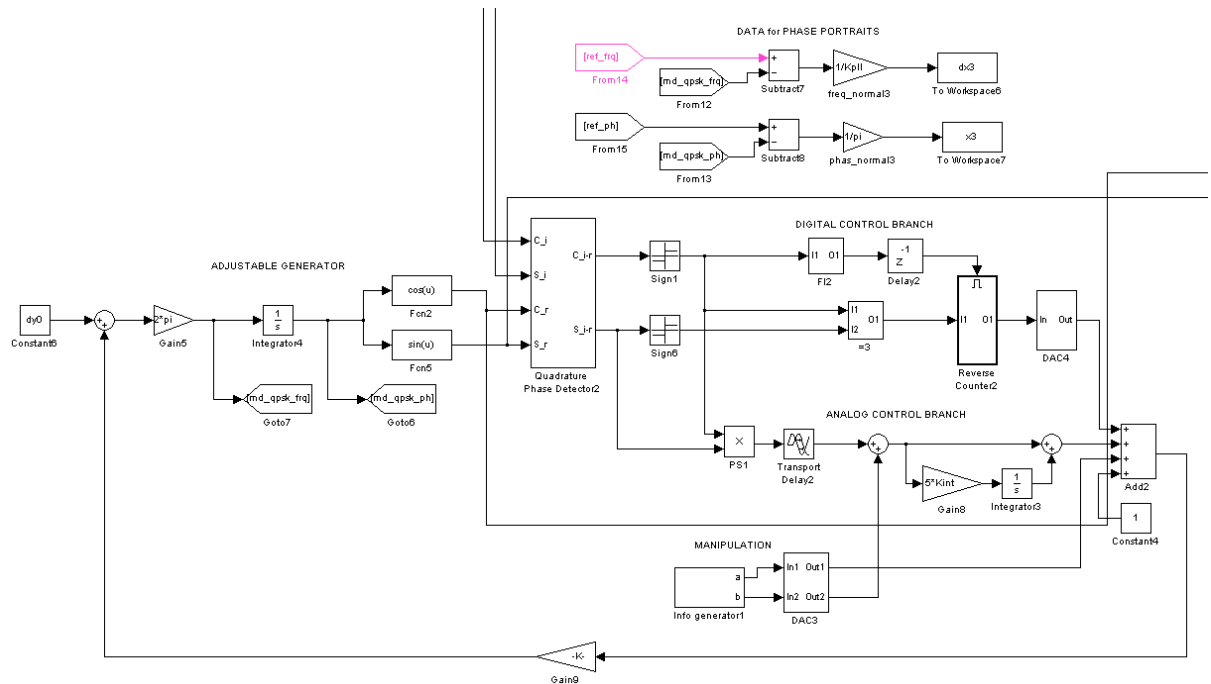 DATA for PHASE PORTRAITS
[ref_frq]
From14
[md_qpsk_frq]
From12
+
−
Subtract7
1/Kpll
freq_normal3
dx3
To Workspace6
[ref_ph]
From15
[md_qpsk_ph]
From13
+
−
Subtract8
1/pi
phas_normal3
x3
To Workspace7
ADJUSTABLE GENERATOR
dy0
Constant6
+
+
2*pi
Gain5
1
s
Integrator4
cos(u)
Fcn2
sin(u)
Fcn5
[md_qpsk_frq]
Goto7
[md_qpsk_ph]
Goto6
C_i
S_i
C_r
S_r
C_i-r
S_i-r
Quadrature
Phase Detector2
Sign1
Sign6
DIGITAL CONTROL BRANCH
I1 O1
FI2
-1
Z
Delay2
I1
I2
O1
=3
I1 O1
Reverse
Counter2
In Out
DAC4
ANALOG CONTROL BRANCH
×
PS1
Transport
Delay2
+
+
5*Kint
Gain8
1
s
Integrator3
+
+
+
+
+
+
Add2
1
Constant4
MANIPULATION
a
b
Info generator1
In1 Out1
In2 Out2
DAC3
-K-
Gain9